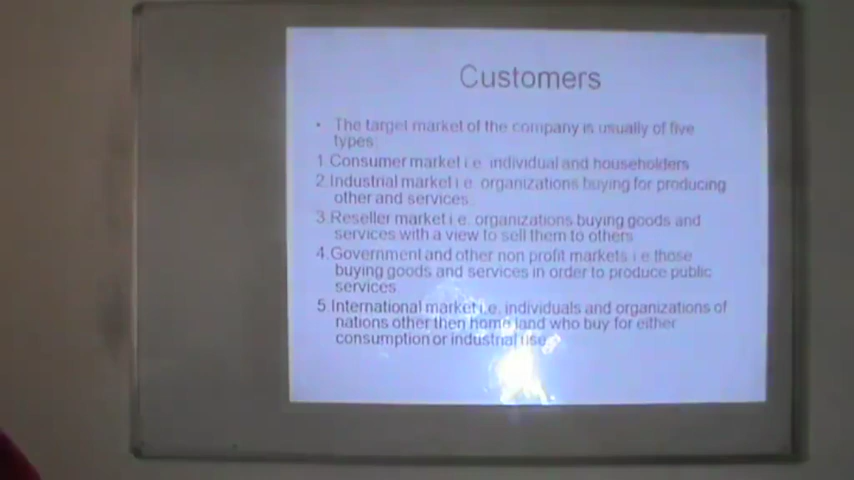 Customers
• The target market of the company is usually of five
types.
1.Consumer market i.e. individual and householders
2.Industrial market i.e. organizations buying for producing
other and services.
3.Reseller market i.e. organizations buying goods and
services with a view to sell them to others
4.Government and other non profit markets i.e those
buying goods and services in order to produce public
services
5.International market i.e. individuals and organizations of
nations other then home land who buy for either
consumption or industrial